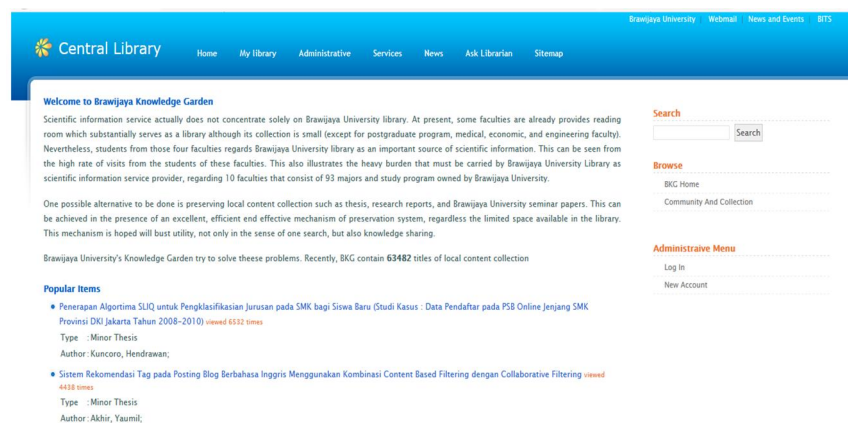 Brawijaya University | Webmail | News and Events | BITS
Central Library
Home My library Administrative Services News Ask Librarian Sitemap
Welcome to Brawijaya Knowledge Garden
Scientific information service actually does not concentrate solely on Brawijaya University library. At present, some faculties are already provides reading
room which substantially serves as a library although its collection is small (except for postgraduate program, medical, economic, and engineering faculty).
Nevertheless, students from those four faculties regards Brawijaya University library as an important source of scientific information. This can be seen from
the high rate of visits from the students of these faculties. This also illustrates the heavy burden that must be carried by Brawijaya University Library as
scientific information service provider, regarding 10 faculties that consist of 93 majors and study program owned by Brawijaya University.
One possible alternative to be done is preserving local content collection such as thesis, research reports, and Brawijaya University seminar papers. This can
be achieved in the presence of an excellent, efficient end effective mechanism of preservation system, regardless the limited space available in the library.
This mechanism is hoped will bust utility, not only in the sense of one search, but also knowledge sharing.
Brawijaya University's Knowledge Garden try to solve theese problems. Recently, BKG contain 63482 titles of local content collection
Popular Items
Penerapan Algortima SLIQ untuk Pengklasifikasian Jurusan pada SMK bagi Siswa Baru (Studi Kasus : Data Pendaftar pada PSB Online Jenjang SMK
Provinsi DKI Jakarta Tahun 2008-2010) viewed 6532 times
Type : Minor Thesis
Author : Kuncoro, Hendrawan;
Sistem Rekomendasi Tag pada Posting Blog Berbahasa Inggris Menggunakan Kombinasi Content Based Filtering dengan Collaborative Filtering viewed
4438 times
Type : Minor Thesis
Author : Akhir, Yaumil;
Search
Search
Browse
BKG Home
Community And Collection
Administraive Menu
Log In
New Account